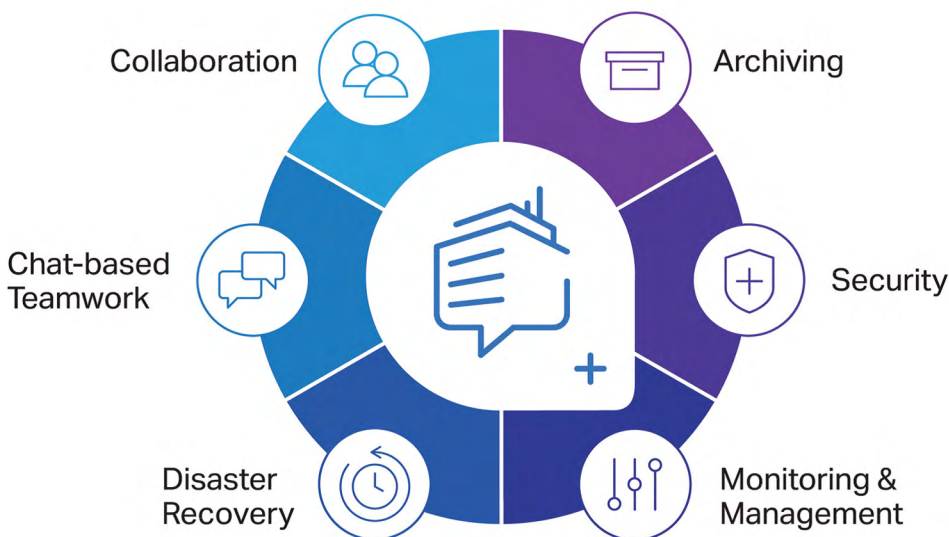 Collaboration
Archiving
Chat-based
Teamwork
Security
Disaster
Recovery
Monitoring &
Management